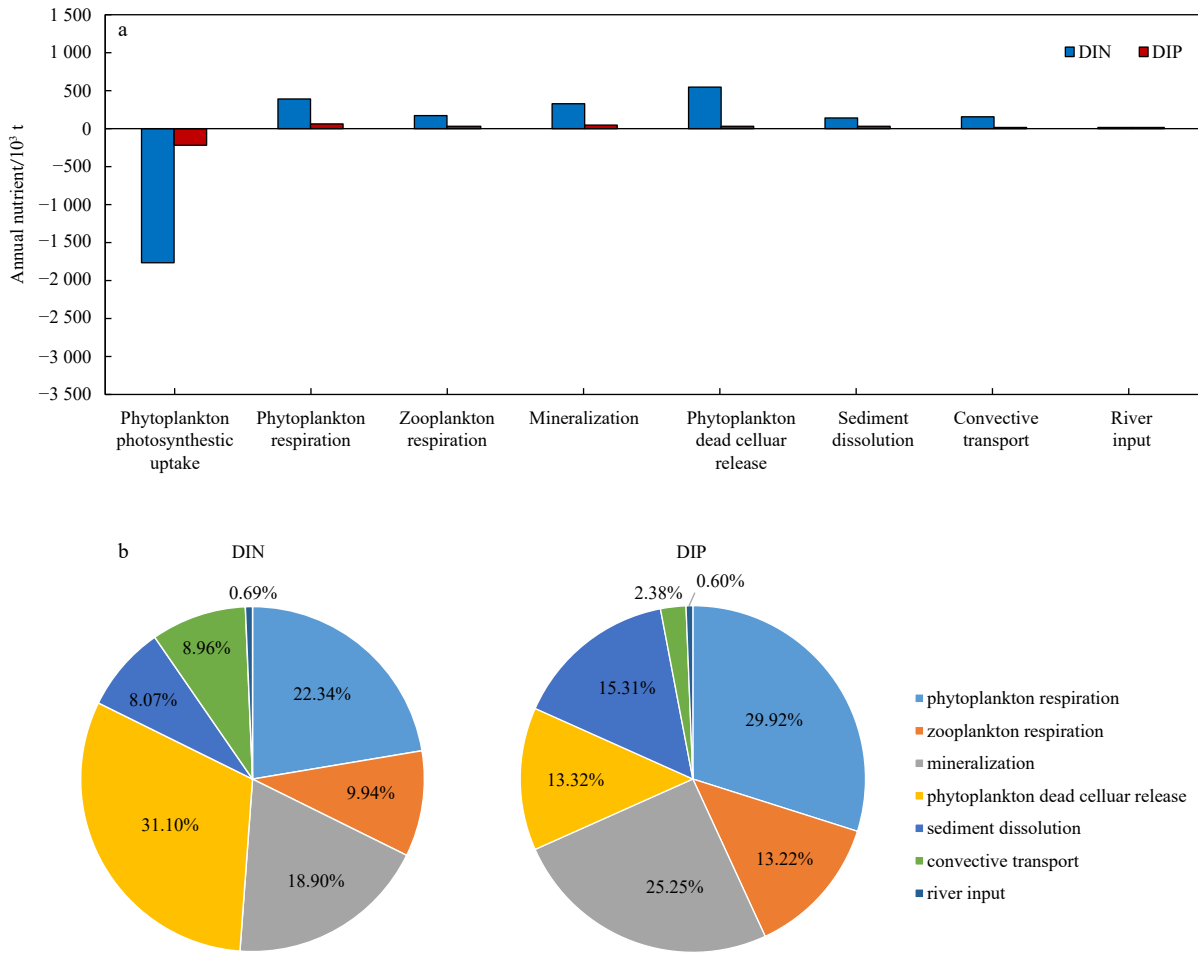 a
DIN DIP
Annual nutrient/10³ t
1 500
1 000
500
0
−500
−1 000
−1 500
−2 000
−2 500
−3 000
−3 500
Phytoplankton
photosynthestic
uptake
Phytoplankton
respiration
Zooplankton
respiration
Mineralization
Phytoplankton
dead celluar
release
Sediment
dissolution
Convective
transport
River
input
b
DIN
0.69%
8.96%
22.34%
8.07%
9.94%
31.10%
18.90%
DIP
2.38%
0.60%
15.31%
29.92%
13.32%
13.22%
25.25%
phytoplankton respiration
zooplankton respiration
mineralization
phytoplankton dead celluar release
sediment dissolution
convective transport
river input